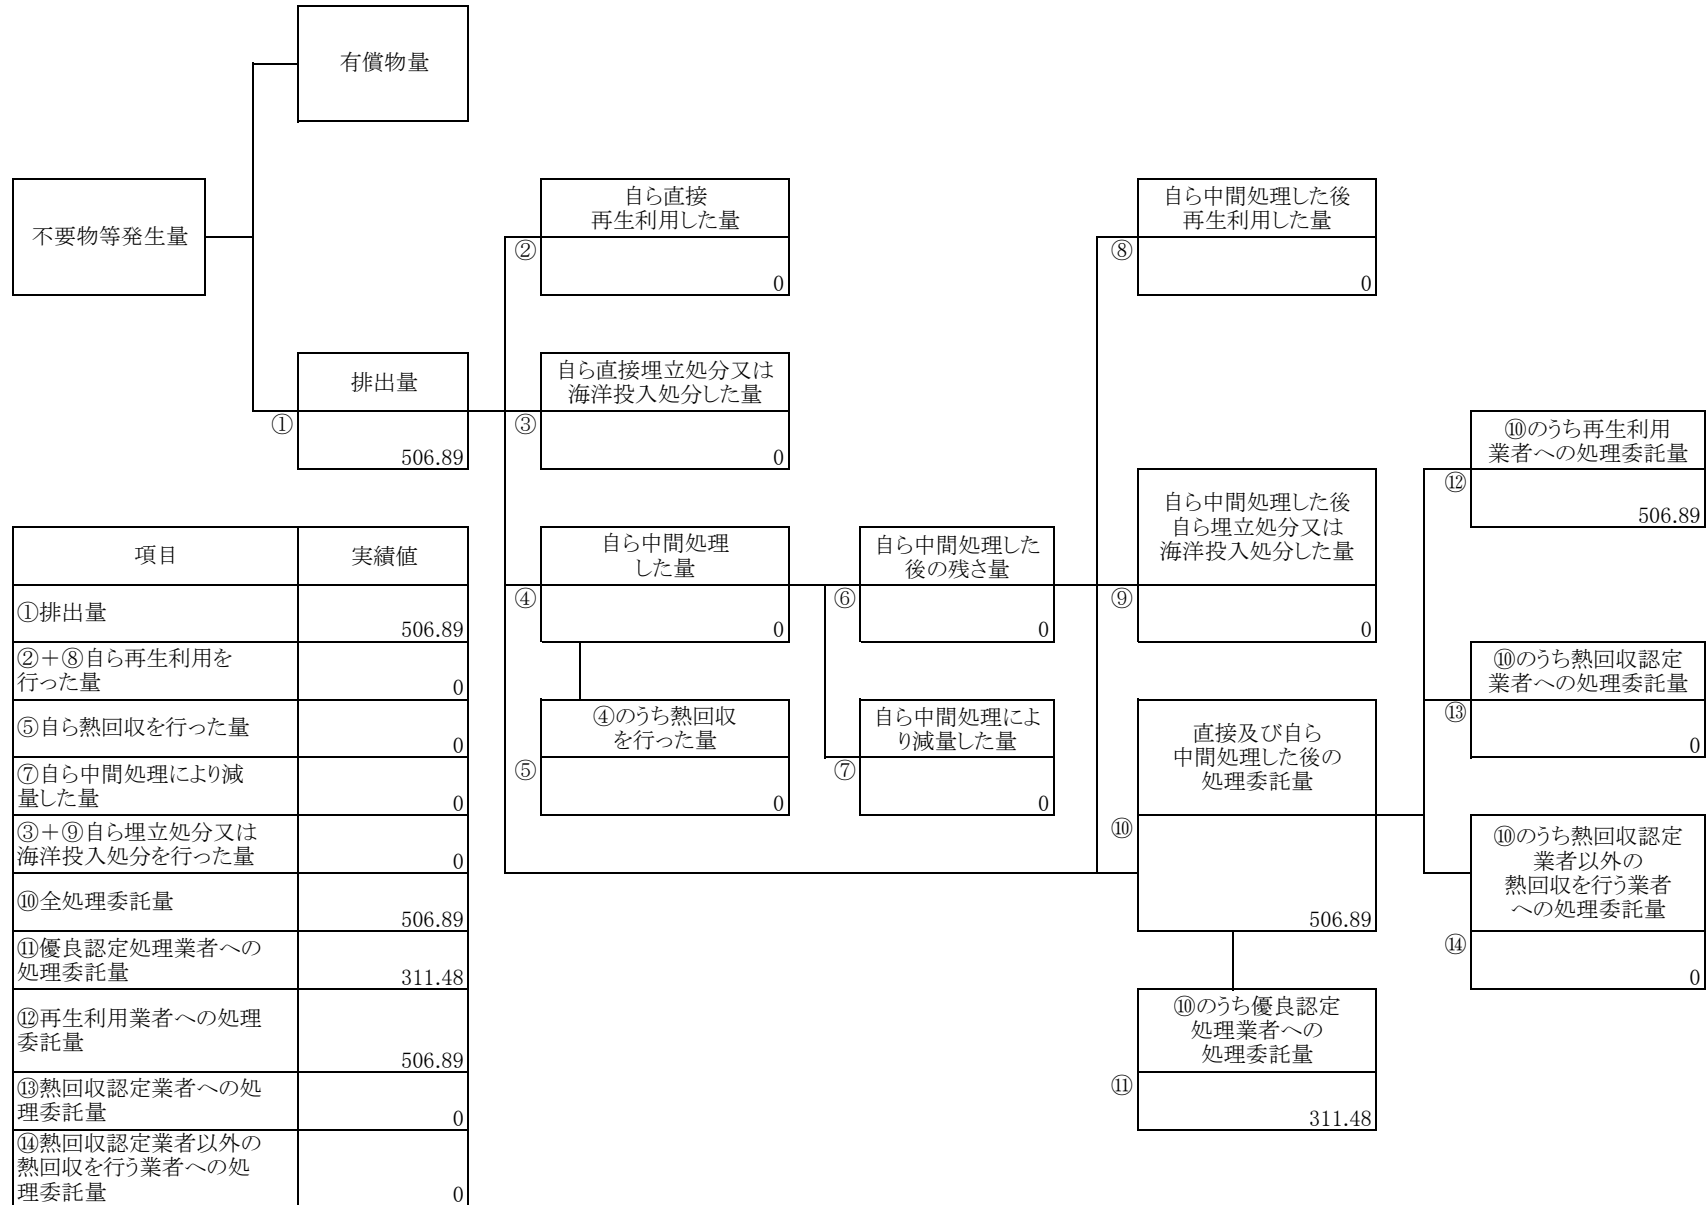 有償物量
不要物等発生量
自ら直接
再生利用した量
②
0
自ら中間処理した後
再生利用した量
⑧
0
排出量
①
506.89
自ら直接埋立処分又は
海洋投入処分した量
③
0
⑩のうち再生利用
業者への処理委託量
⑫
506.89
自ら中間処理した後
自ら埋立処分又は
海洋投入処分した量
⑨
0
自ら中間処理
した量
④
0
自ら中間処理した
後の残さ量
⑥
0
④のうち熱回収
を行った量
⑤
0
自ら中間処理によ
り減量した量
⑦
0
直接及び自ら
中間処理した後の
処理委託量
⑩
506.89
⑩のうち熱回収認定
業者への処理委託量
⑬
0
⑩のうち熱回収認定
業者以外の
熱回収を行う業者
への処理委託量
⑭
0
⑩のうち優良認定
処理業者への
処理委託量
⑪
311.48
項目 実績値
①排出量
506.89
②＋⑧自ら再生利用を
行った量
0
⑤自ら熱回収を行った量
0
⑦自ら中間処理により減
量した量
0
③＋⑨自ら埋立処分又は
海洋投入処分を行った量
0
⑩全処理委託量
506.89
⑪優良認定処理業者への
処理委託量
311.48
⑫再生利用業者への処理
委託量
506.89
⑬熱回収認定業者への処
理委託量
0
⑭熱回収認定業者以外の
熱回収を行う業者への処
理委託量
0